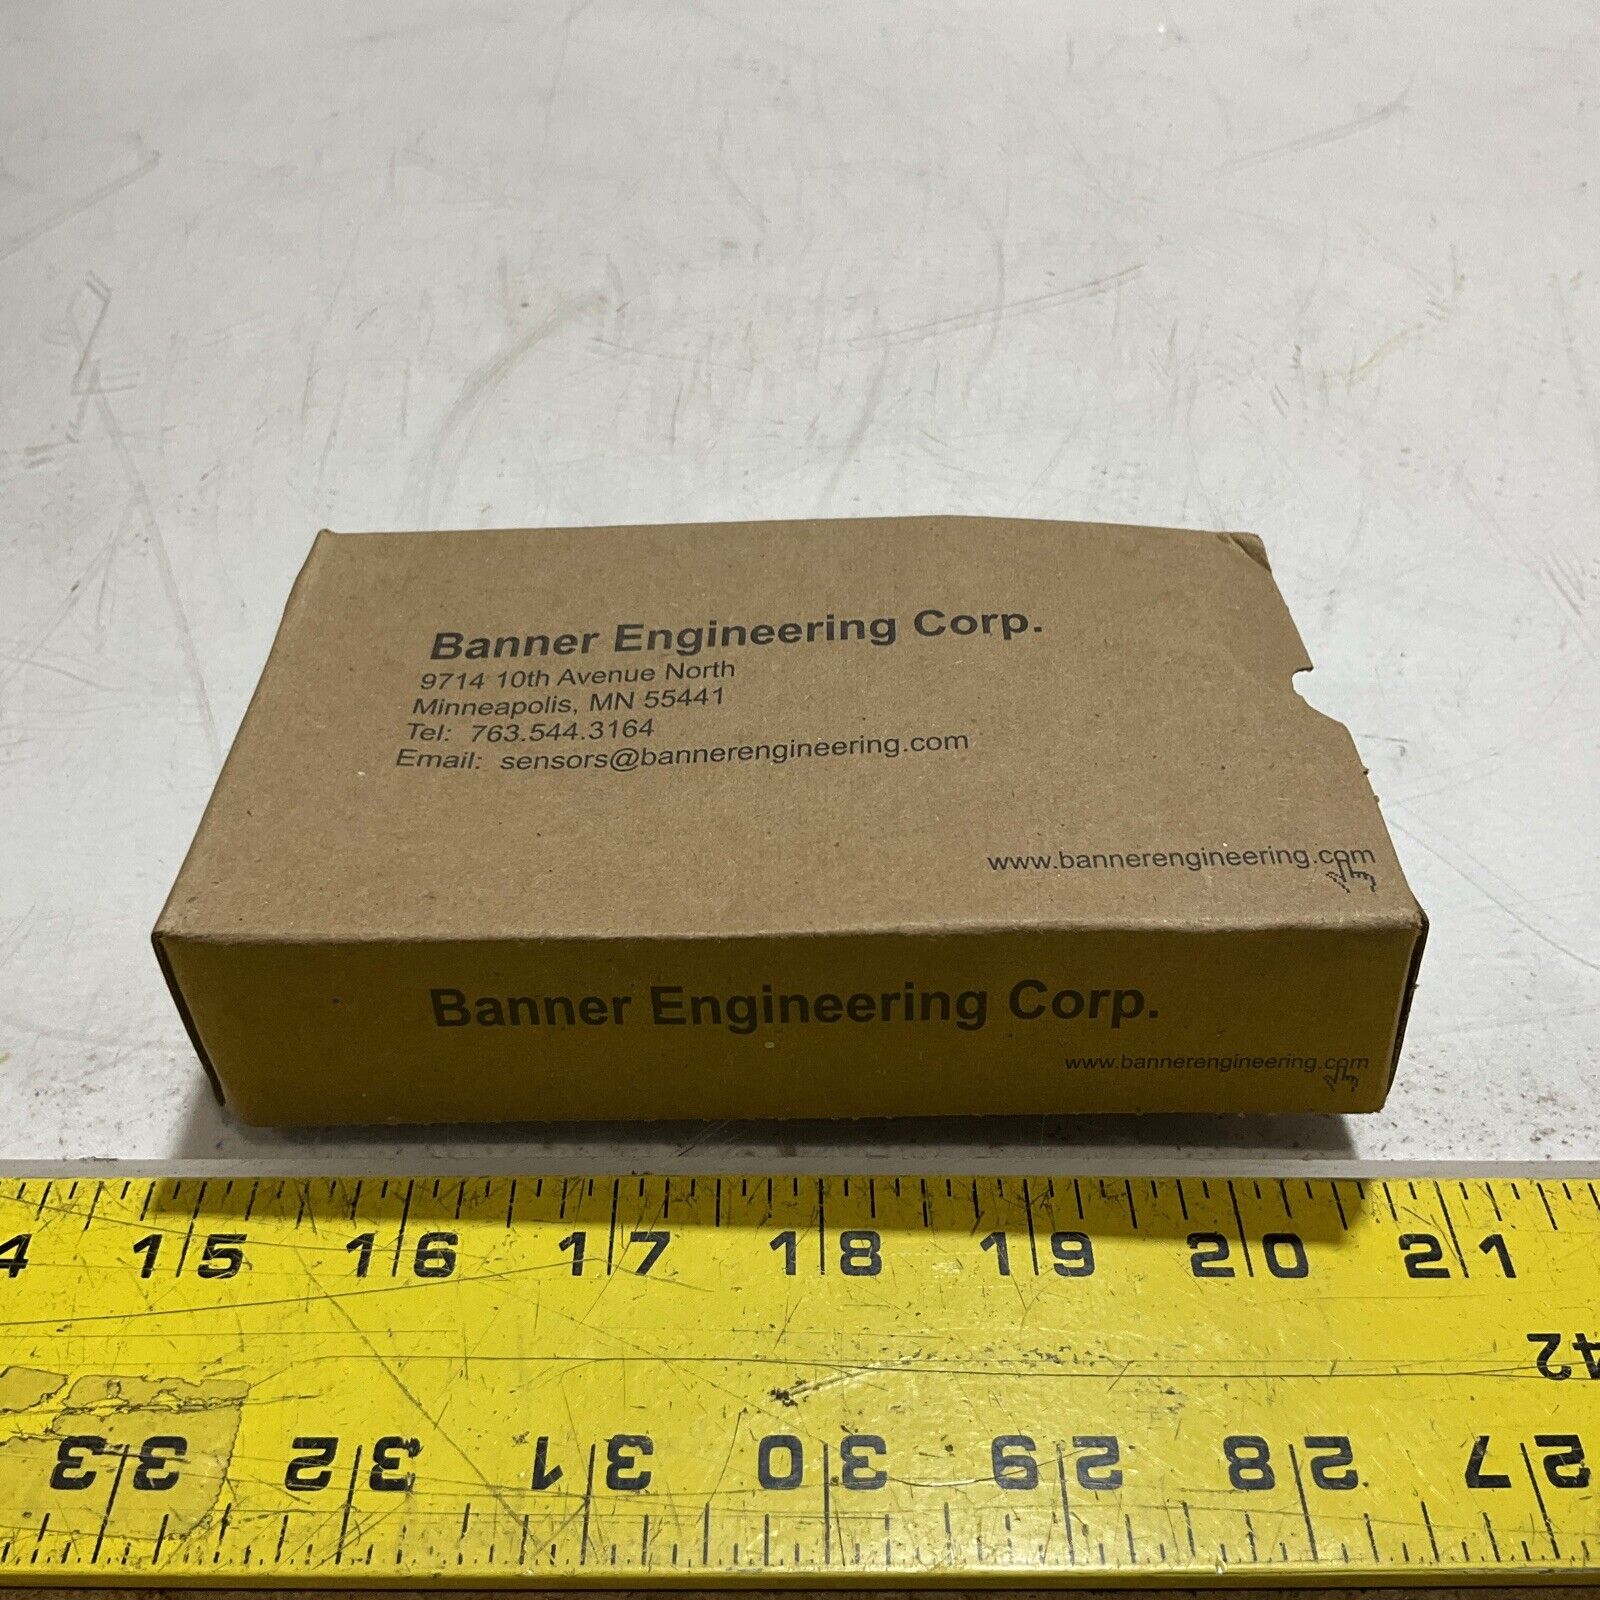 Banner Engineering Corp.
9714 10th Avenue North
Minneapolis, MN 55441
Tel: 763.544.3164
Email: sensors@bannerengineering.com
www.bannerengineering.com
Banner Engineering Corp.
www.bannerengineering.com
4 15 16 17 18 19 20 21
42
33 32 31 30 29 28 27